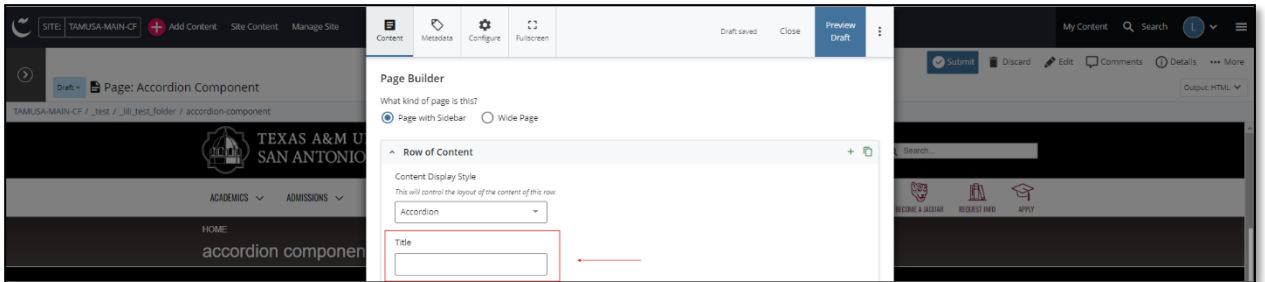 SITE: TAMUSA-MAIN-CF Add Content Site Content Manage Site
Content Metadata Configure Fullscreen Draft saved Close Preview Draft
My Content Search L
Submit Discard Edit Comments Details More
Draft Page: Accordion Component
Output: HTML
TAMUSA-MAIN-CF / _test / _lili_test_folder / accordion-component
Page Builder
What kind of page is this?
Page with Sidebar Wide Page
TEXAS A&M U
SAN ANTONIO
Search...
Row of Content
Content Display Style
This will control the layout of the content of this row.
Accordion
ACADEMICS ADMISSIONS
BECOME A JAGUAR REQUEST INFO APPLY
HOME
accordion componen
Title